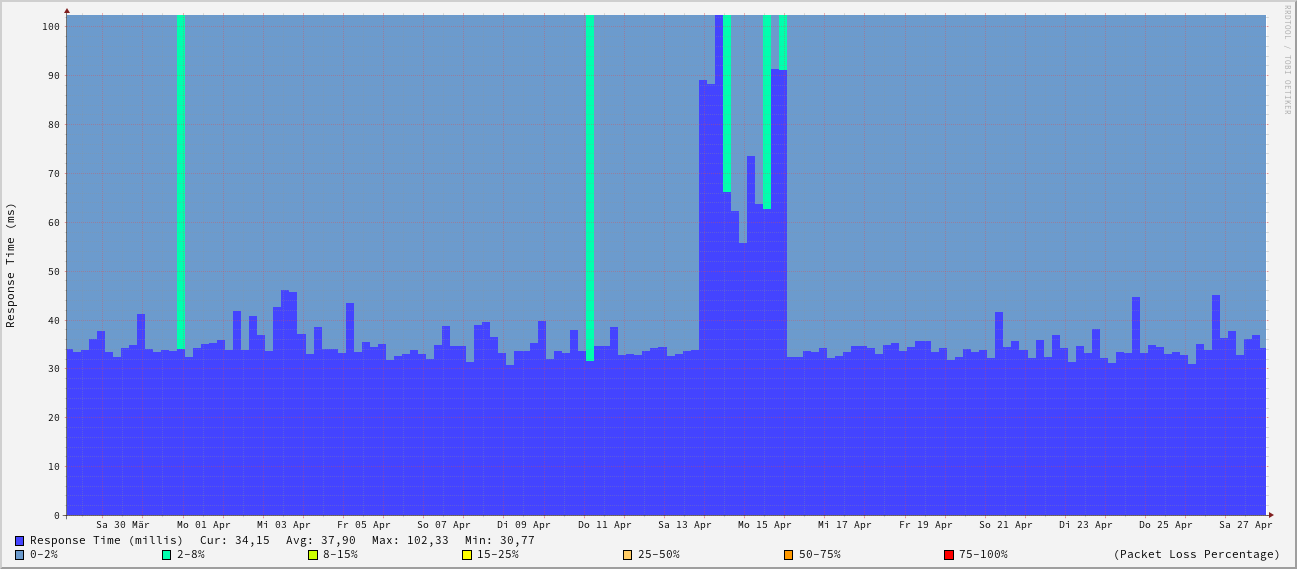 RRDTOOL / TOBI OETIKER
Response Time (ms)
100
90
80
70
60
50
40
30
20
10
0
Sa 30 Mär Mo 01 Apr Mi 03 Apr Fr 05 Apr So 07 Apr Di 09 Apr Do 11 Apr Sa 13 Apr Mo 15 Apr Mi 17 Apr Fr 19 Apr So 21 Apr Di 23 Apr Do 25 Apr Sa 27 Apr
Response Time (millis) Cur: 34,15 Avg: 37,90 Max: 102,33 Min: 30,77
0-2% 2-8% 8-15% 15-25% 25-50% 50-75% 75-100% (Packet Loss Percentage)